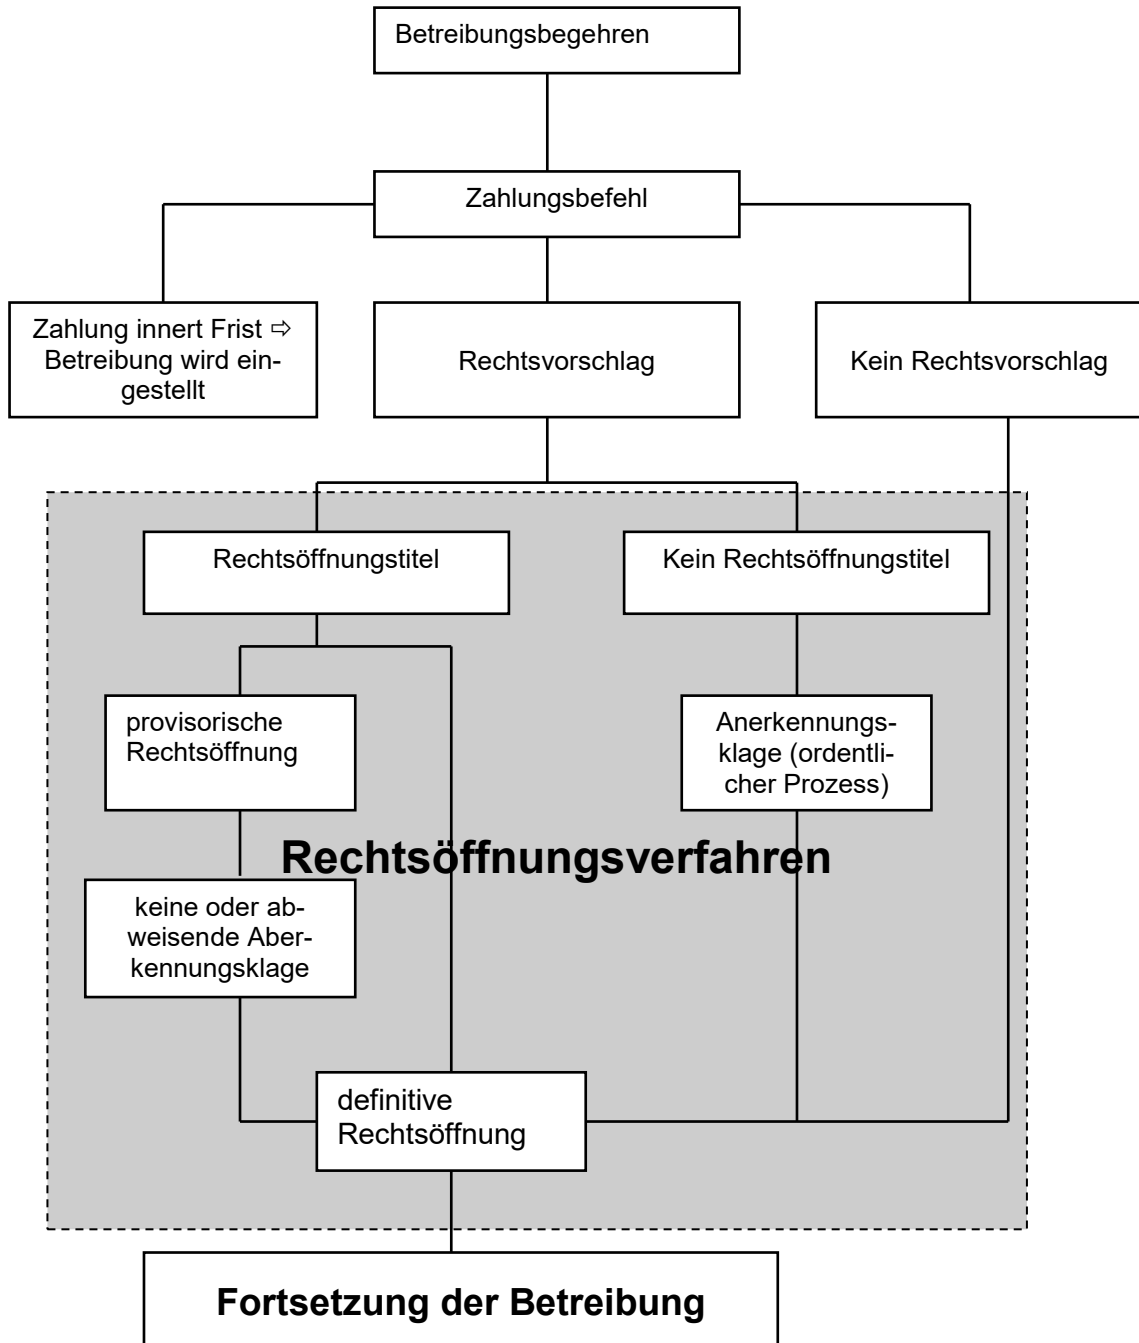 Betreibungsbegehren
Zahlungsbefehl
Zahlung innert Frist ⇨
Betreibung wird ein-
gestellt
Rechtsvorschlag
Kein Rechtsvorschlag
Rechtsöffnungstitel
Kein Rechtsöffnungstitel
provisorische
Rechtsöffnung
Anerkennungs-
klage (ordentli-
cher Prozess)
Rechtsöffnungsverfahren
keine oder ab-
weisende Aber-
kennungsklage
definitive
Rechtsöffnung
Fortsetzung der Betreibung